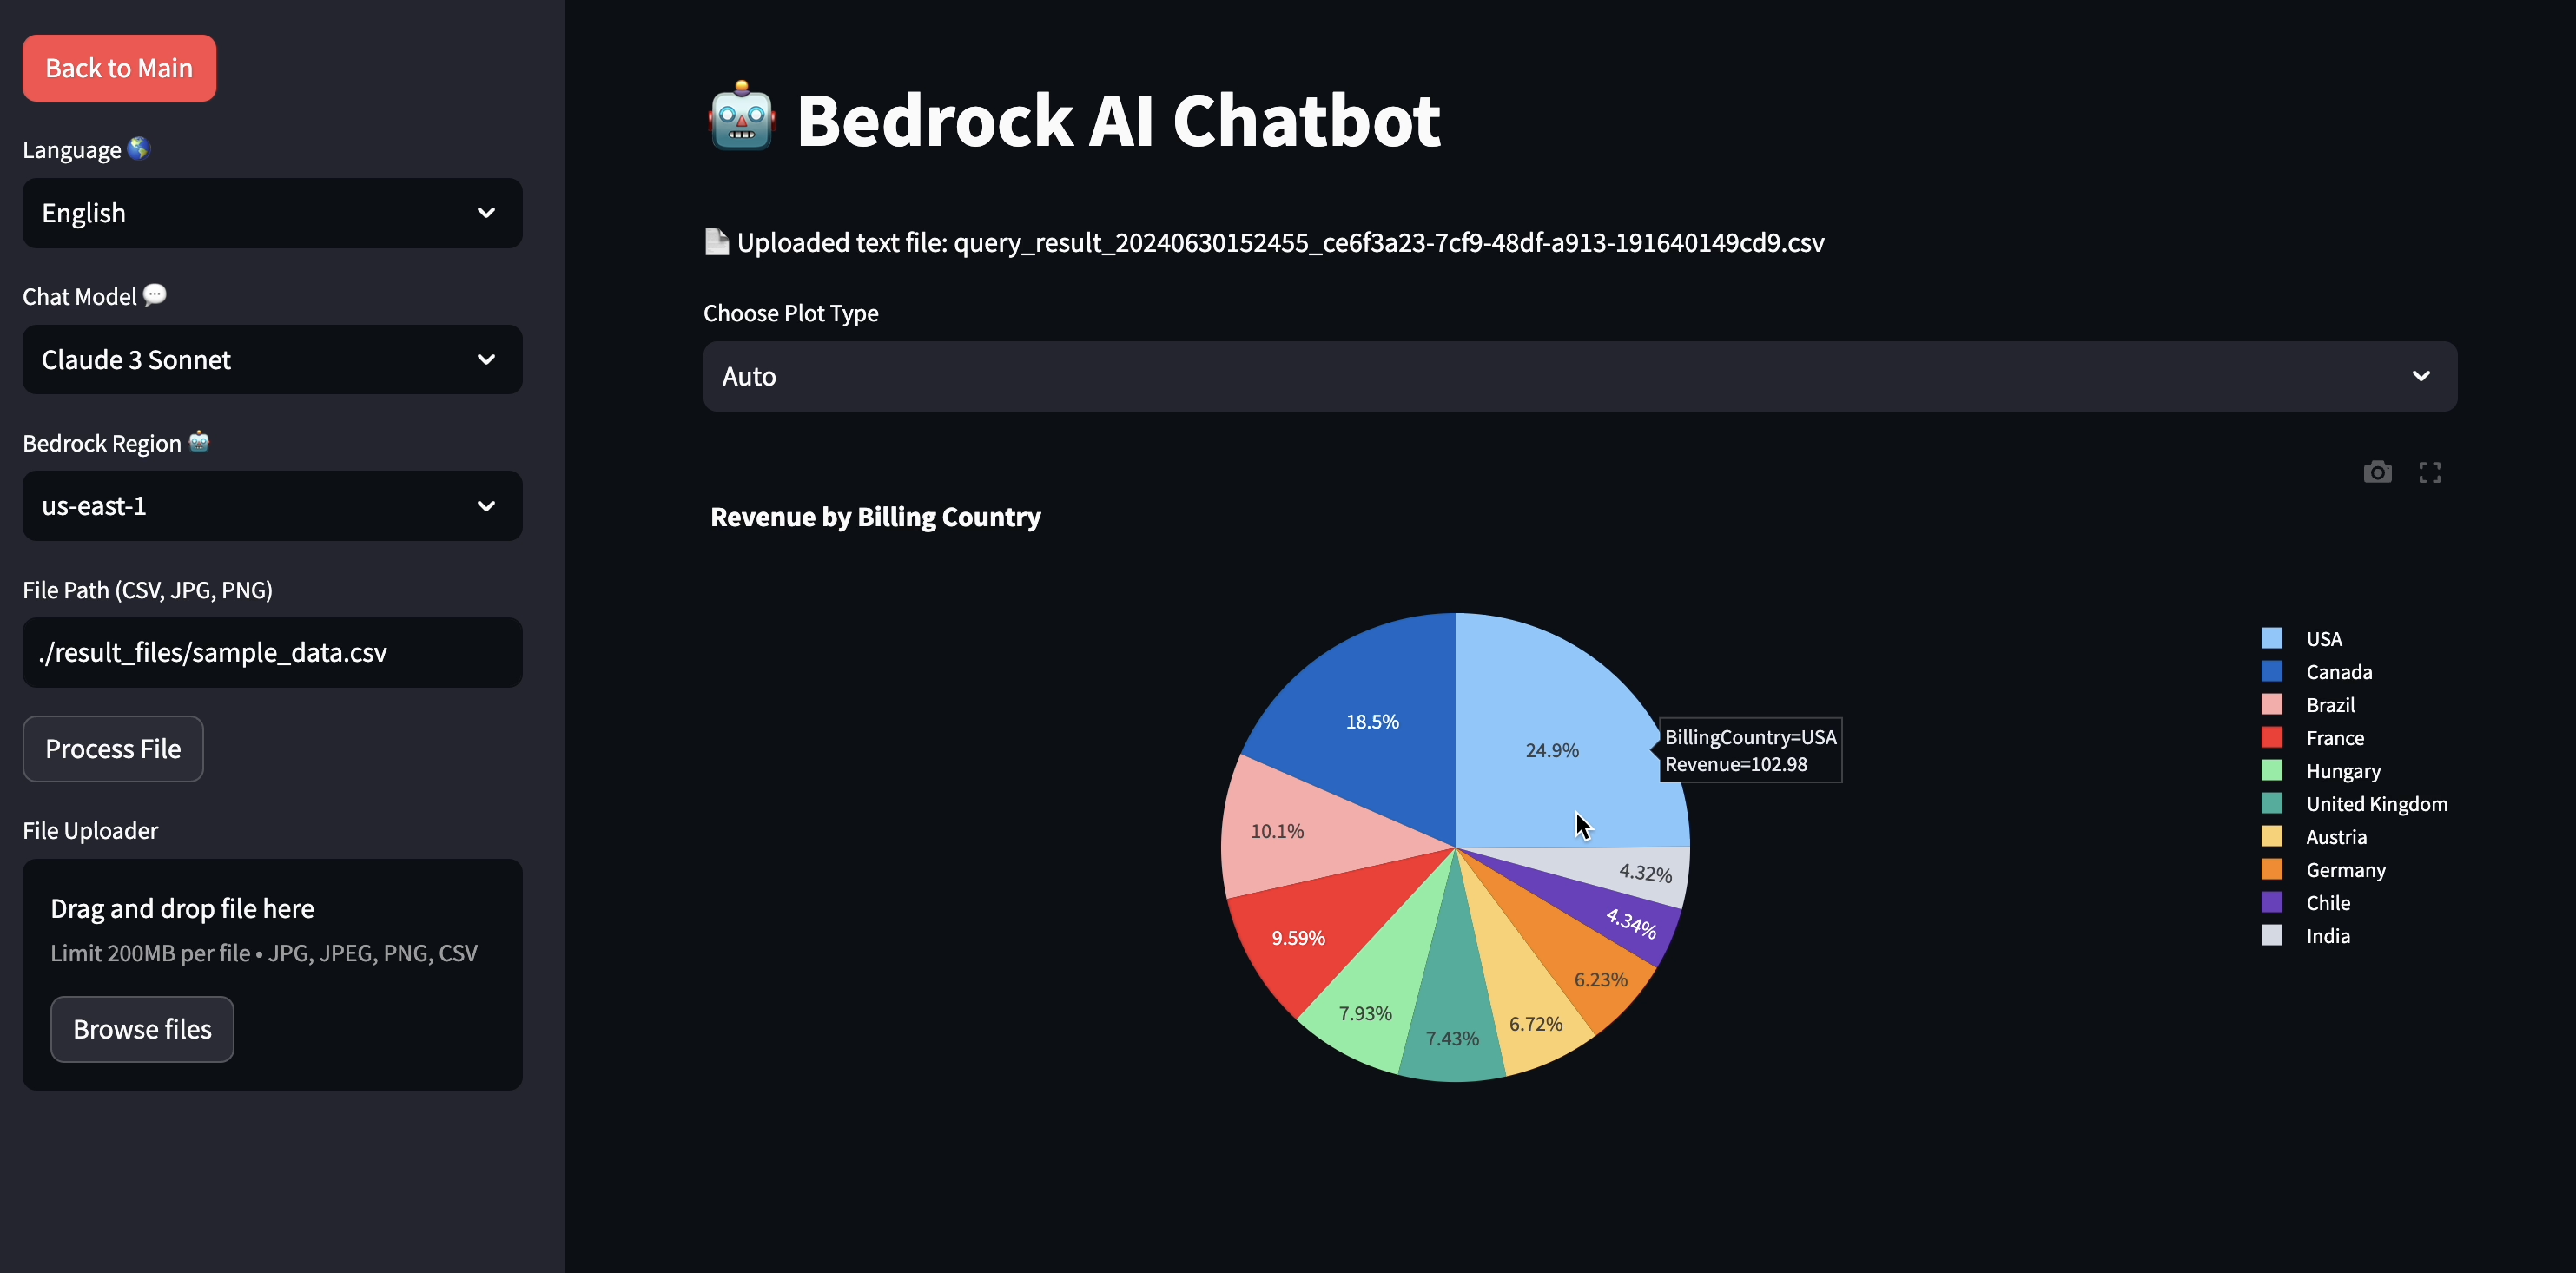 Back to Main
Language
English
Chat Model
Claude 3 Sonnet
Bedrock Region
us-east-1
File Path (CSV, JPG, PNG)
./result_files/sample_data.csv
Process File
File Uploader
Drag and drop file here
Limit 200MB per file • JPG, JPEG, PNG, CSV
Browse files
Bedrock AI Chatbot
Uploaded text file: query_result_20240630152455_ce6f3a23-7cf9-48df-a913-191640149cd9.csv
Choose Plot Type
Auto
Revenue by Billing Country
18.5%
24.9%
BillingCountry=USA
Revenue=102.98
10.1%
4.32%
4.34%
9.59%
6.23%
7.93%
6.72%
7.43%
USA
Canada
Brazil
France
Hungary
United Kingdom
Austria
Germany
Chile
India